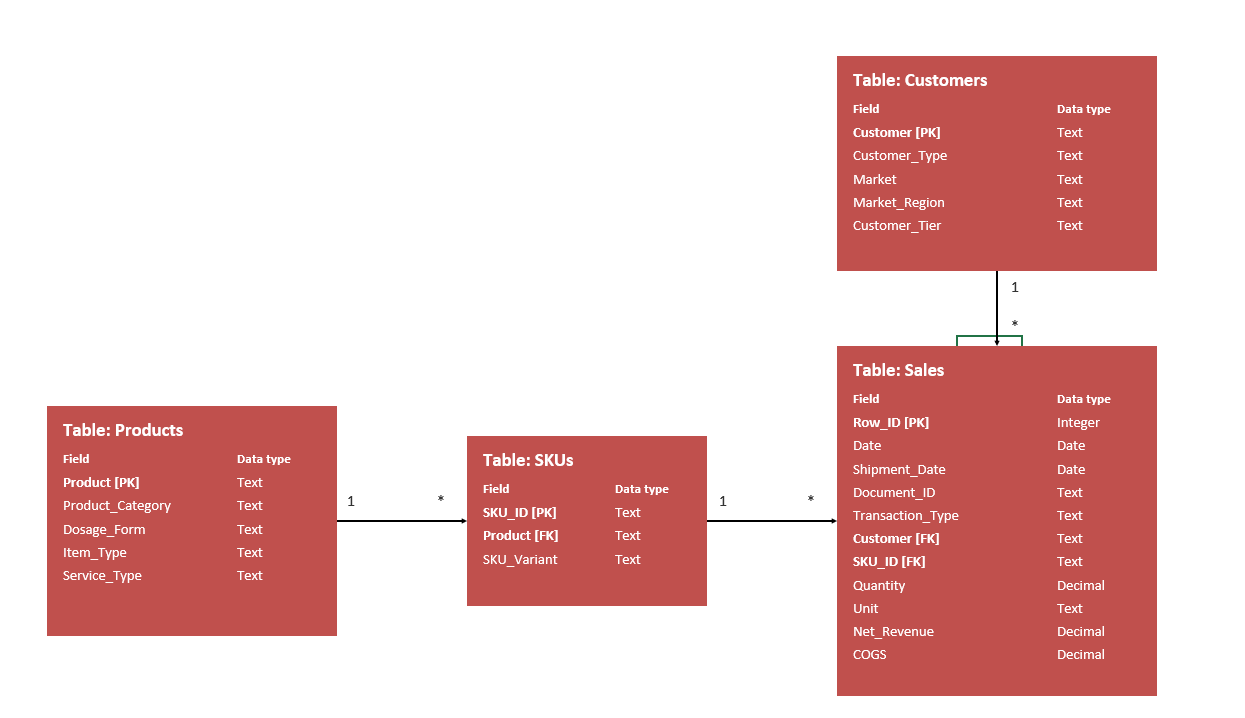 Table: Customers
Field Data type
Customer [PK] Text
Customer_Type Text
Market Text
Market_Region Text
Customer_Tier Text
1
*
Table: Sales
Field Data type
Row_ID [PK] Integer
Date Date
Shipment_Date Date
Document_ID Text
Transaction_Type Text
Customer [FK] Text
SKU_ID [FK] Text
Quantity Decimal
Unit Text
Net_Revenue Decimal
COGS Decimal
Table: Products
Field Data type
Product [PK] Text
Product_Category Text
Dosage_Form Text
Item_Type Text
Service_Type Text
1 *
Table: SKUs
Field Data type
SKU_ID [PK] Text
Product [FK] Text
SKU_Variant Text
1 *